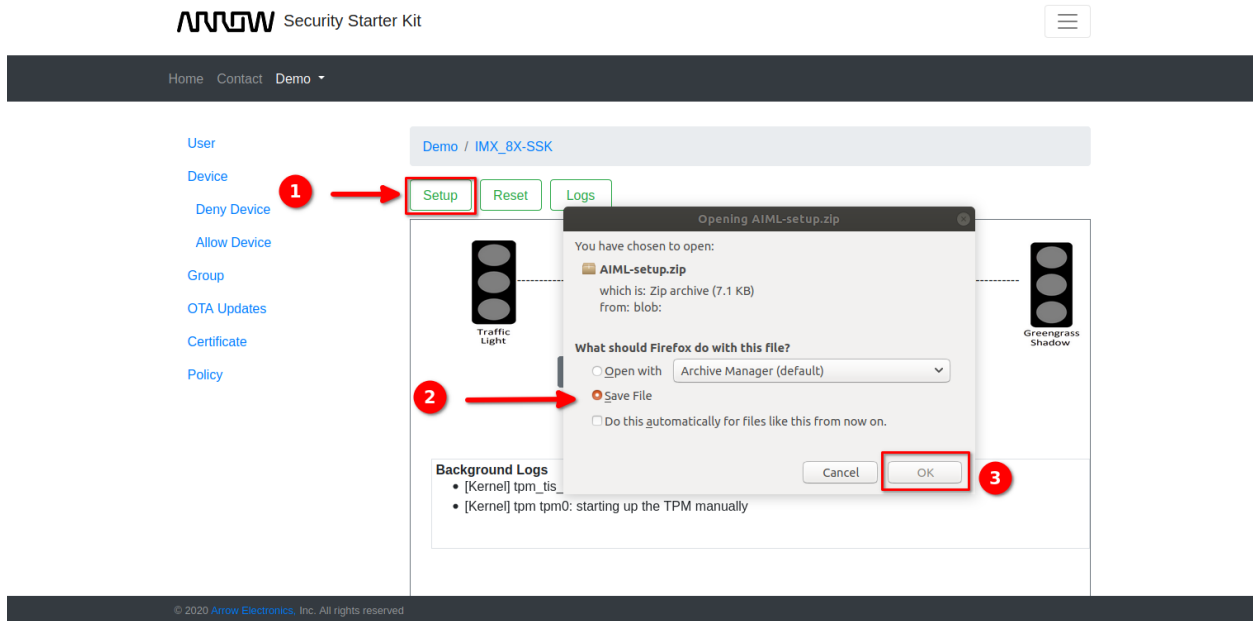 ARROW Security Starter Kit
Home Contact Demo
User
Device
Deny Device
Allow Device
Group
OTA Updates
Certificate
Policy
Demo / IMX_8X-SSK
1
Setup Reset Logs
Opening AIML-setup.zip
You have chosen to open:
AIML-setup.zip
which is: Zip archive (7.1 KB)
from: blob:
What should Firefox do with this file?
Open with Archive Manager (default)
2
Save File
Do this automatically for files like this from now on.
Cancel OK
3
Traffic
Light
Greengrass
Shadow
Background Logs
[Kernel] tpm_tis_
[Kernel] tpm tpm0: starting up the TPM manually
© 2020 Arrow Electronics, Inc. All rights reserved